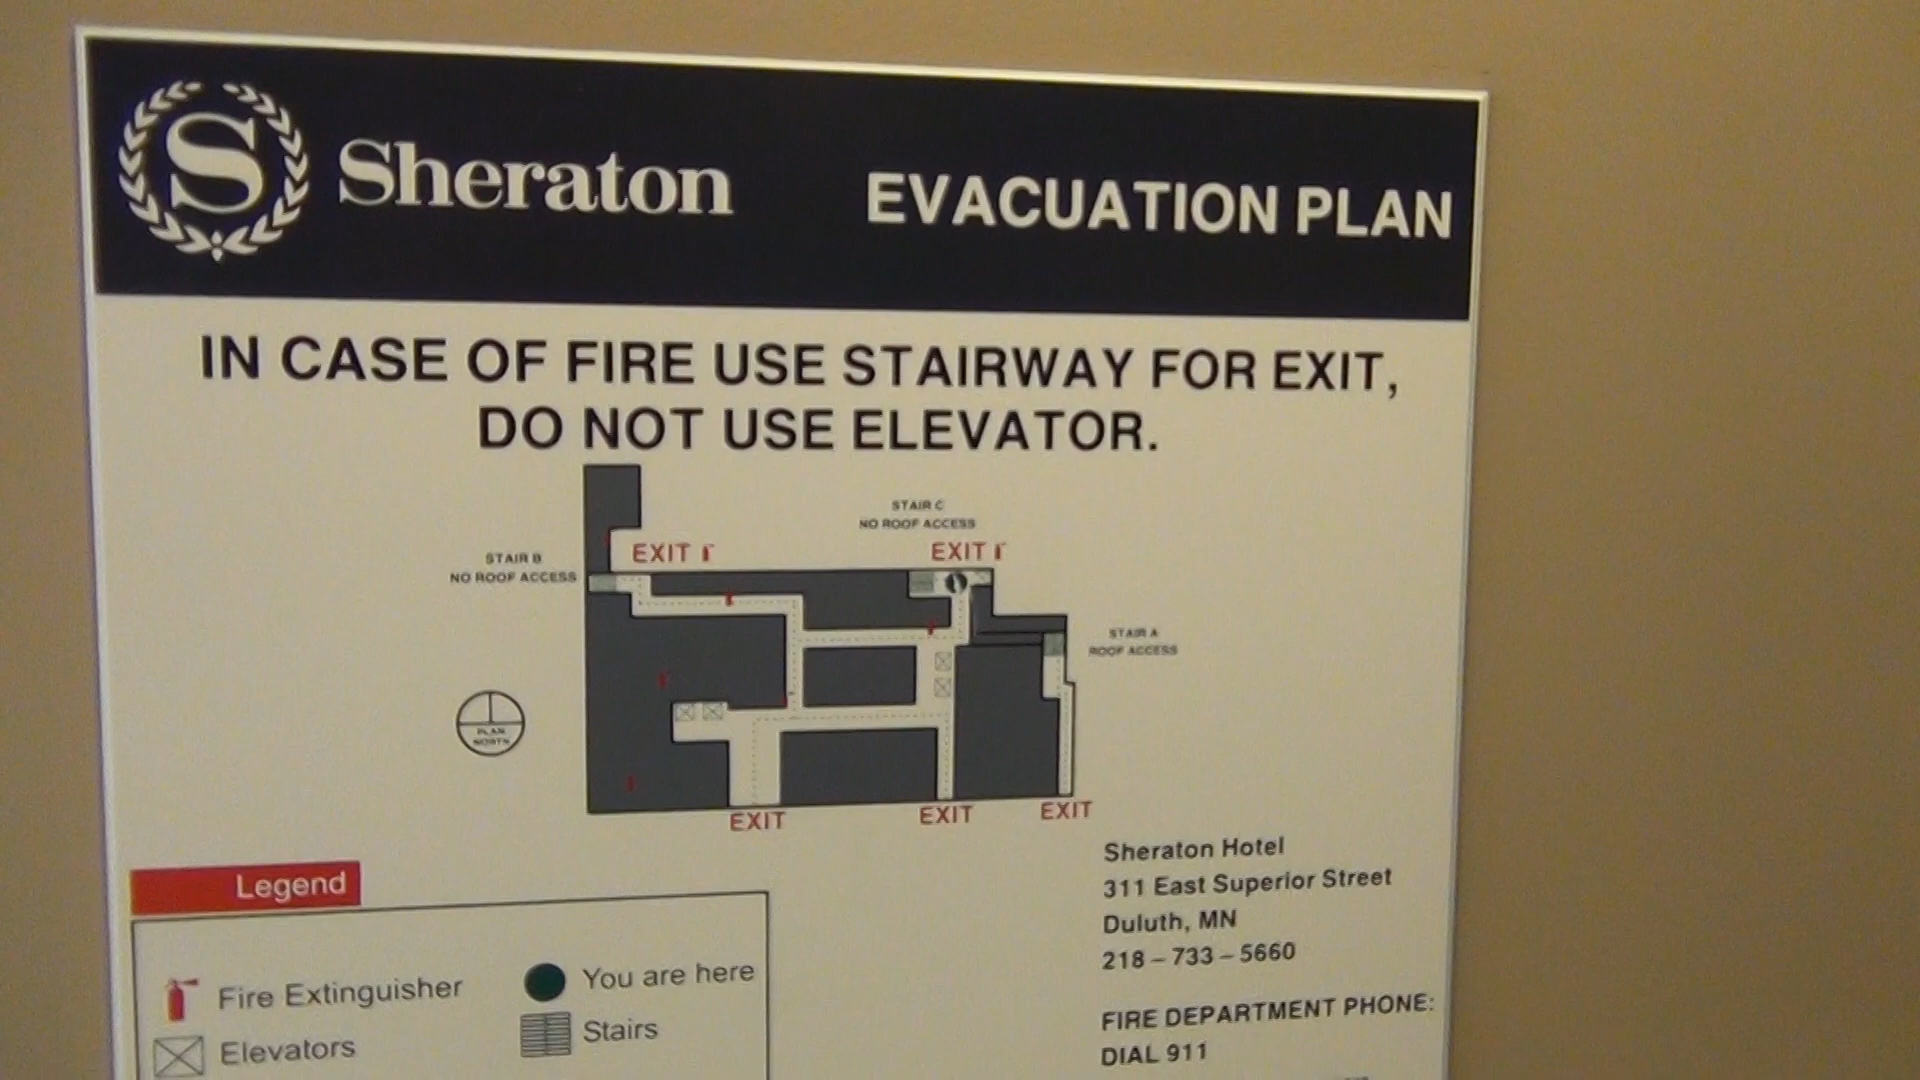 S Sheraton EVACUATION PLAN
IN CASE OF FIRE USE STAIRWAY FOR EXIT,
DO NOT USE ELEVATOR.
STAIR C
NO ROOF ACCESS
EXIT
EXIT
STAIR B
NO ROOF ACCESS
STAIR A
ROOF ACCESS
PLAN
NORTH
EXIT
EXIT
EXIT
Sheraton Hotel
311 East Superior Street
Duluth, MN
218 – 733 – 5660
FIRE DEPARTMENT PHONE:
DIAL 911
Legend
Fire Extinguisher
You are here
Elevators
Stairs